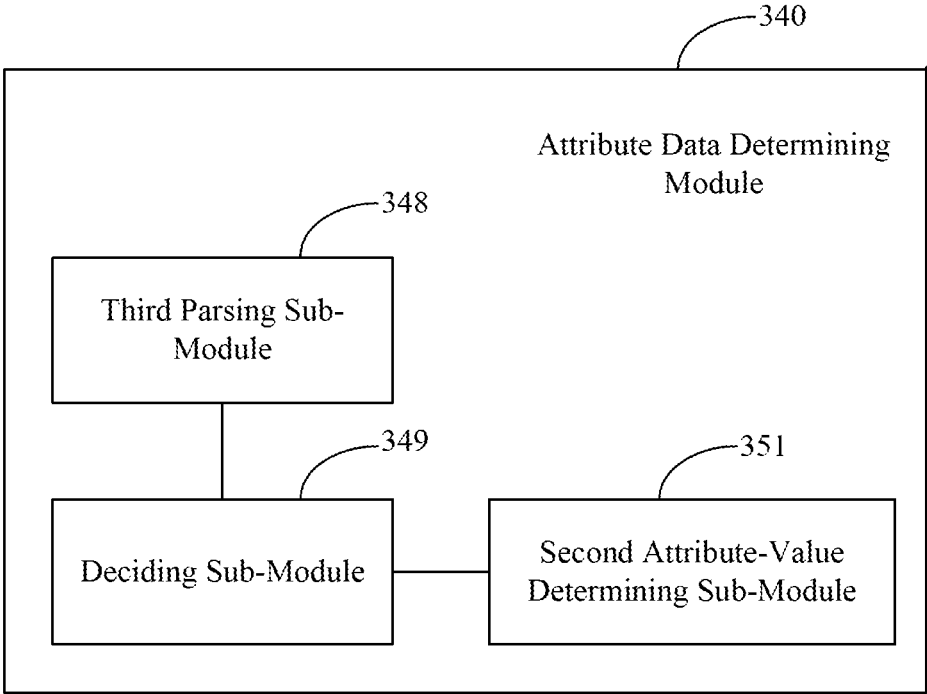 340
Attribute Data Determining
Module
348
Third Parsing Sub-
Module
349
Deciding Sub-Module
351
Second Attribute-Value
Determining Sub-Module